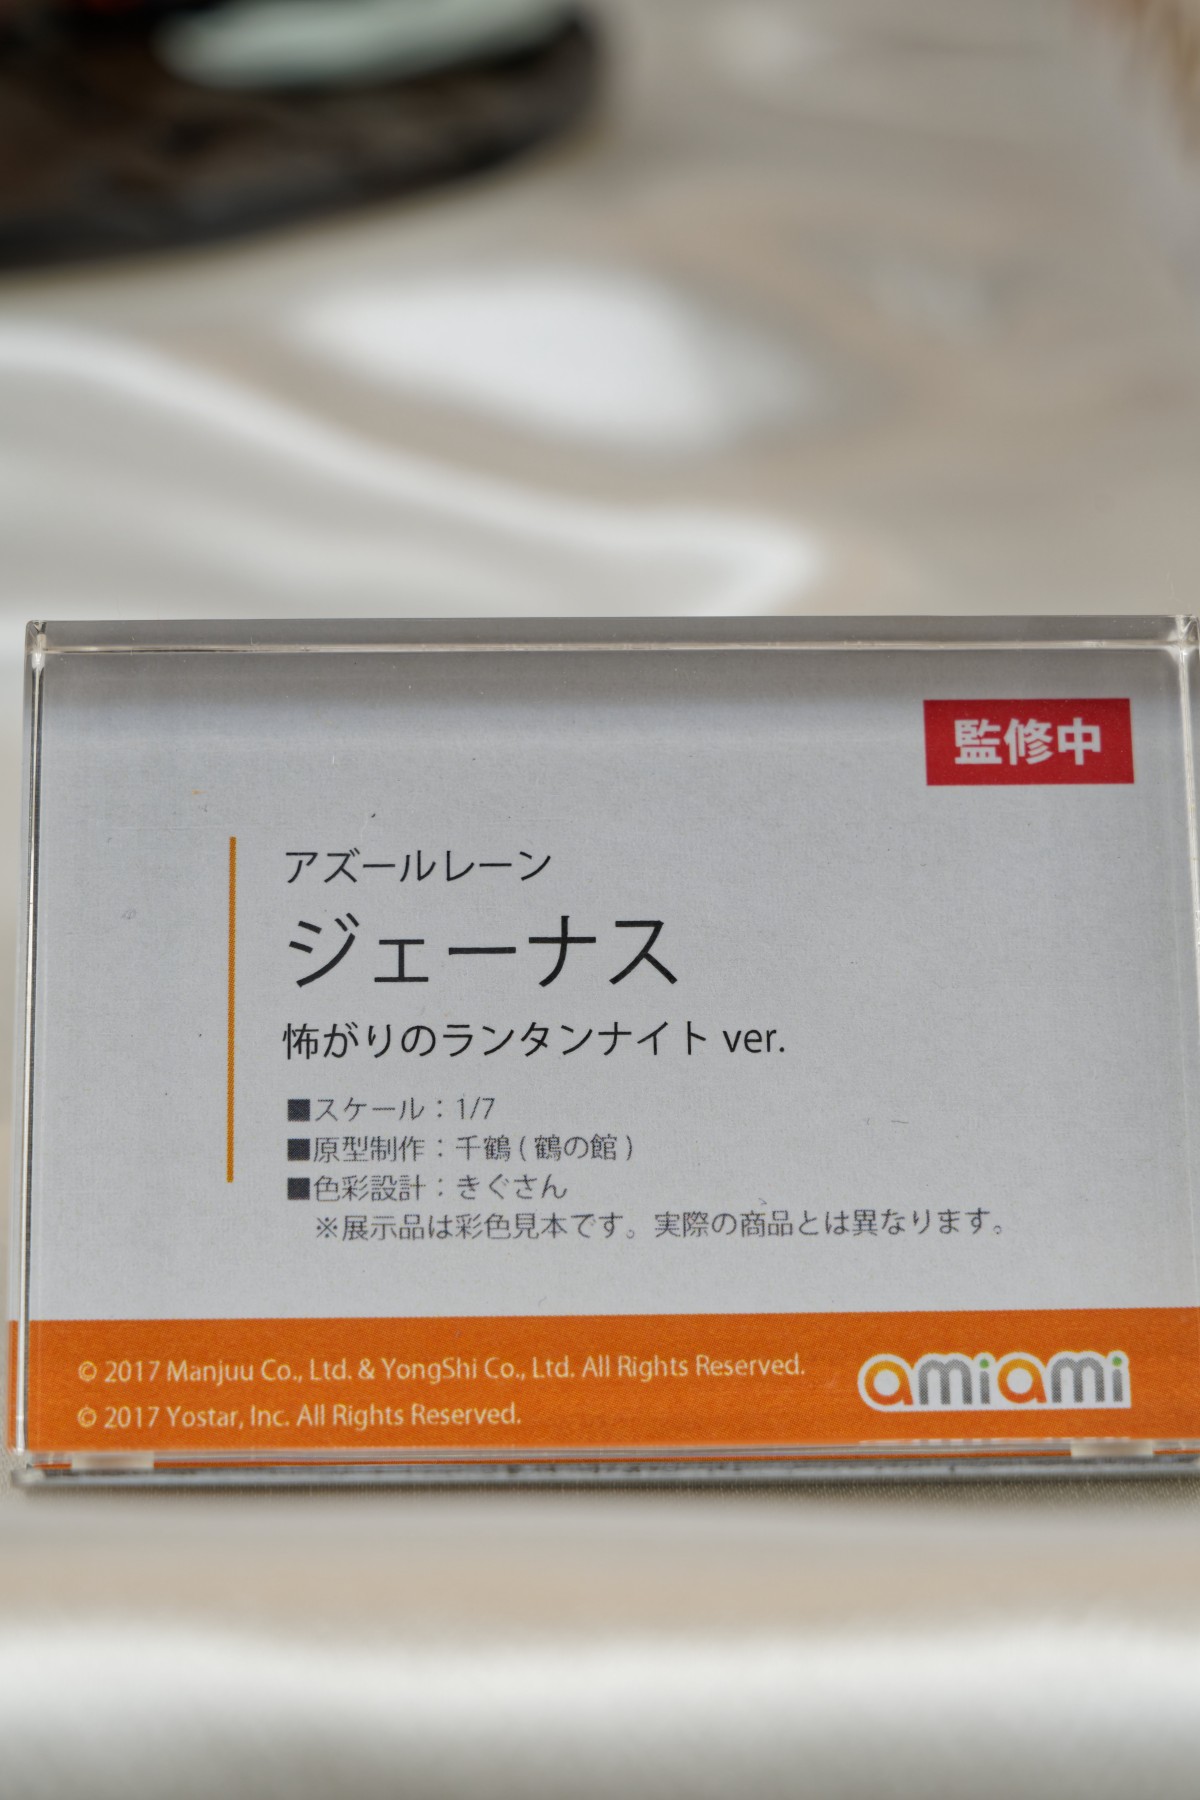 監修中
アズールレーン
ジェーナス
怖がりのランタンナイト ver.
■スケール：1/7
■原型制作：千鶴 ( 鶴の館 )
■色彩設計：きぐさん
※展示品は彩色見本です。実際の商品とは異なります。
© 2017 Manjuu Co., Ltd. & YongShi Co., Ltd. All Rights Reserved.
© 2017 Yostar, Inc. All Rights Reserved.
amiami